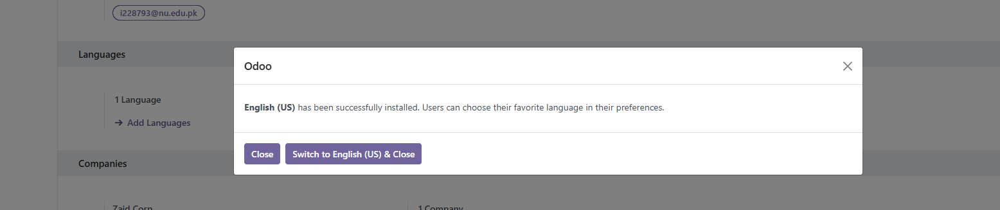 i228793@nu.edu.pk
Languages
Odoo
English (US) has been successfully installed. Users can choose their favorite language in their preferences.
1 Language
Add Languages
Close
Switch to English (US) & Close
Companies
Zaid Corp
1 Company